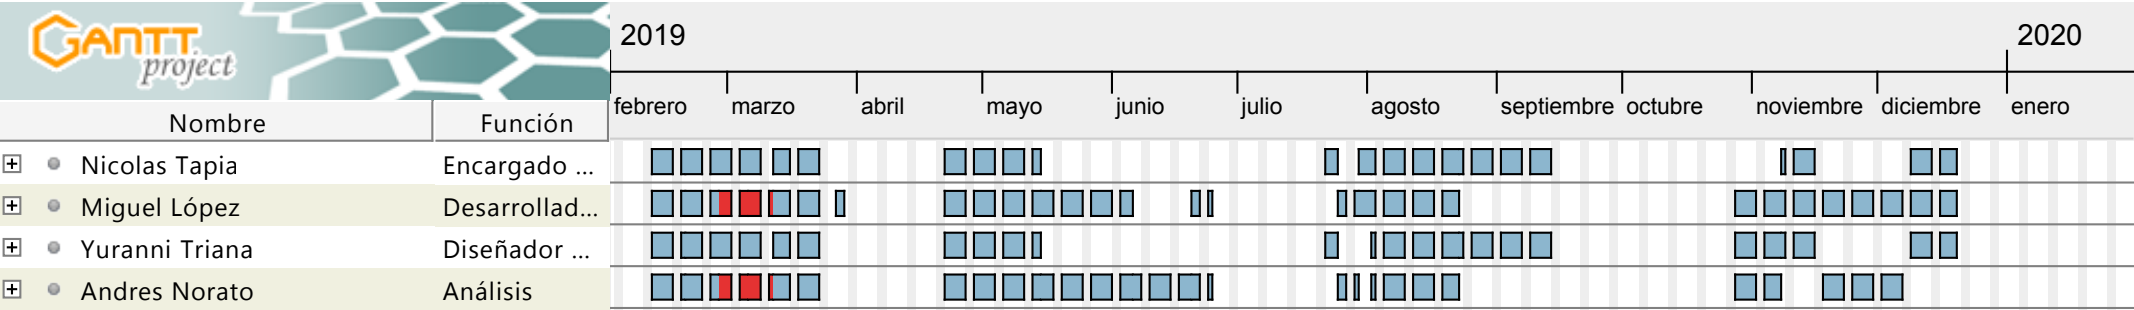 GANTT
project
2019 2020
febrero marzo abril mayo junio julio agosto septiembre octubre noviembre diciembre enero
Nombre Función
Nicolas Tapia Encargado ...
Miguel López Desarrollad...
Yuranni Triana Diseñador ...
Andres Norato Análisis